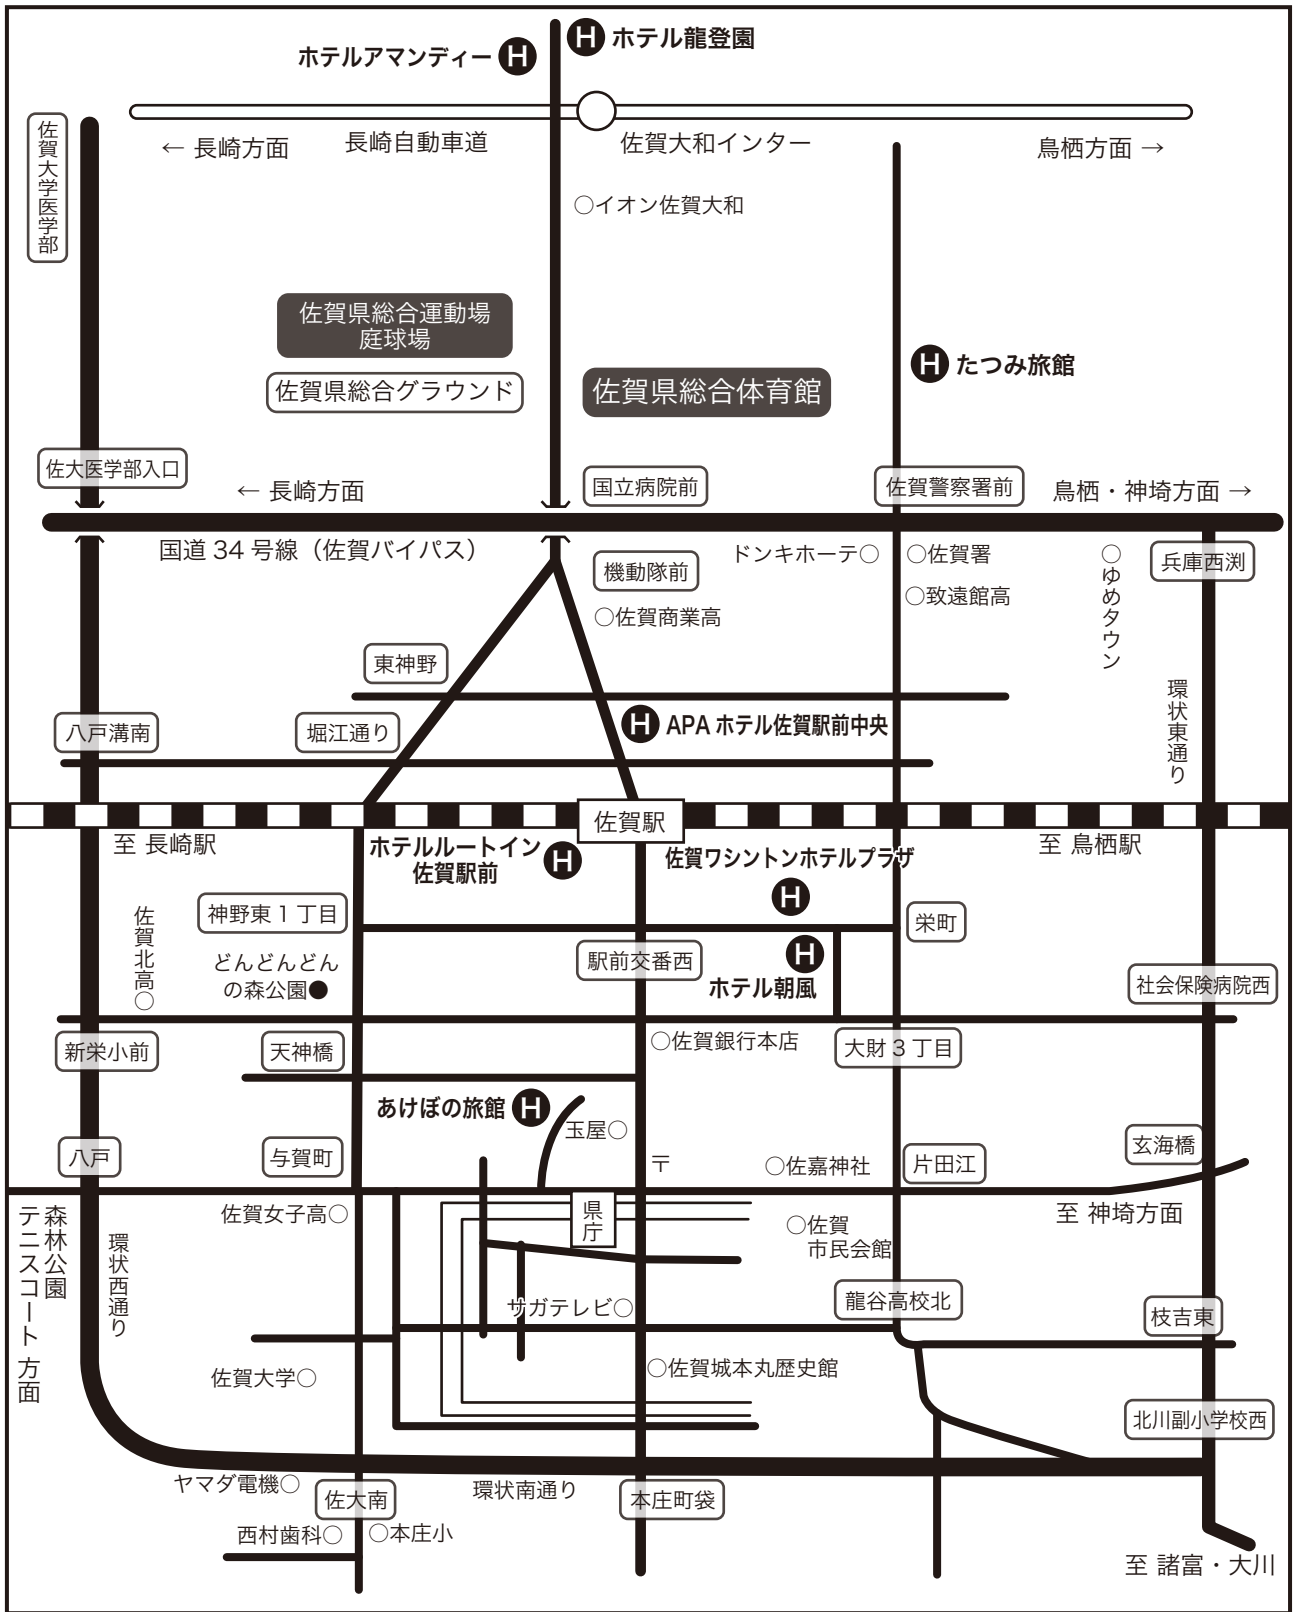 H ホテル龍登園
ホテルアマンディー H
佐賀大学医学部
← 長崎方面
長崎自動車道
佐賀大和インター
鳥栖方面 →
○イオン佐賀大和
佐賀県総合運動場
庭球場
佐賀県総合グラウンド
佐賀県総合体育館
H たつみ旅館
佐大医学部入口
← 長崎方面
国立病院前
佐賀警察署前
鳥栖・神埼方面 →
国道 34 号線（佐賀バイパス）
機動隊前
ドンキホーテ○
○佐賀署
○ゆめタウン
兵庫西渕
○致遠館高
○佐賀商業高
東神野
環状東通り
八戸溝南
堀江通り
H APA ホテル佐賀駅前中央
佐賀駅
至 長崎駅
ホテルルートイン
佐賀駅前
H
佐賀ワシントンホテルプラザ
H
至 鳥栖駅
佐賀北高○
神野東 1 丁目
栄町
どんどんどん
の森公園●
駅前交番西
H
ホテル朝風
社会保険病院西
新栄小前
天神橋
○佐賀銀行本店
大財 3 丁目
あけぼの旅館 H
玉屋○
八戸
与賀町
〒
○佐嘉神社
片田江
玄海橋
森林公園
テニスコート 方面
環状西通り
佐賀女子高○
県庁
○佐賀
市民会館
至 神埼方面
サガテレビ○
龍谷高校北
枝吉東
佐賀大学○
○佐賀城本丸歴史館
北川副小学校西
ヤマダ電機○
佐大南
環状南通り
本庄町袋
西村歯科○
○本庄小
至 諸富・大川